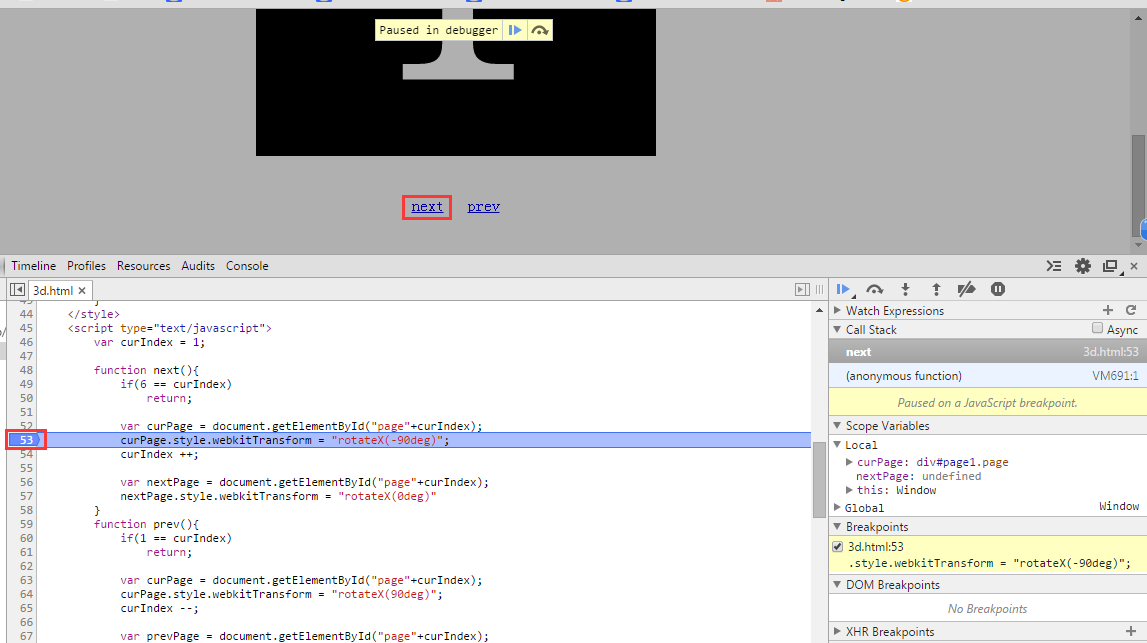 Paused in debugger
next prev
Timeline Profiles Resources Audits Console
3d.html ×
43 }
44 </style>
45 <script type="text/javascript">
46 var curIndex = 1;
47
48 function next(){
49 if(6 == curIndex)
50 return;
51
52 var curPage = document.getElementById("page"+curIndex);
53 curPage.style.webkitTransform = "rotateX(-90deg)";
54 curIndex ++;
55
56 var nextPage = document.getElementById("page"+curIndex);
57 nextPage.style.webkitTransform = "rotateX(0deg)"
58 }
59 function prev(){
60 if(1 == curIndex)
61 return;
62
63 var curPage = document.getElementById("page"+curIndex);
64 curPage.style.webkitTransform = "rotateX(90deg)";
65 curIndex --;
66
67 var prevPage = document.getElementById("page"+curIndex);
Watch Expressions
Call Stack Async
next 3d.html:53
(anonymous function) VM691:1
Paused on a JavaScript breakpoint.
Scope Variables
Local
curPage: div#page1.page
nextPage: undefined
this: Window
Global Window
Breakpoints
3d.html:53
.style.webkitTransform = "rotateX(-90deg)";
DOM Breakpoints
No Breakpoints
XHR Breakpoints